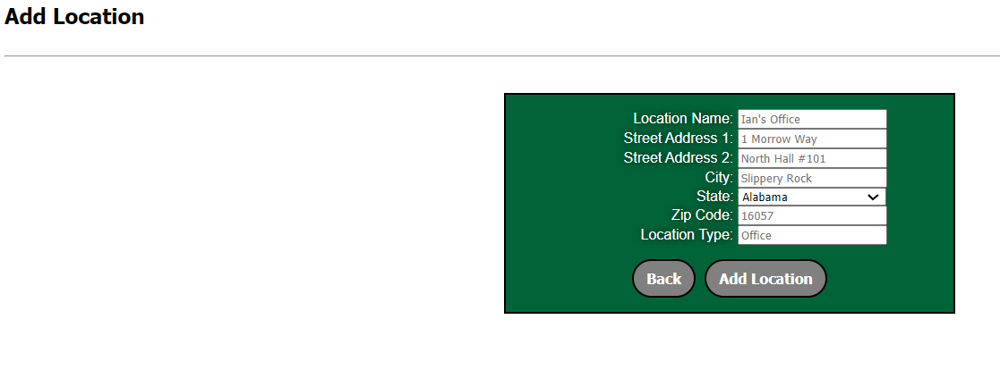 Add Location
Location Name: Ian's Office
Street Address 1: 1 Morrow Way
Street Address 2: North Hall #101
City: Slippery Rock
State: Alabama
Zip Code: 16057
Location Type: Office
Back Add Location